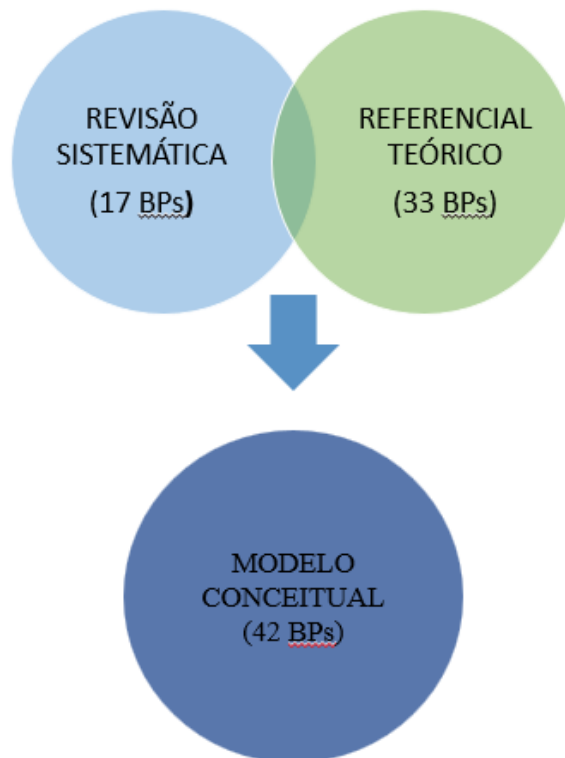 REVISÃO
SISTEMÁTICA
(17 BPs)
REFERENCIAL
TEÓRICO
(33 BPs)
MODELO
CONCEITUAL
(42 BPs)